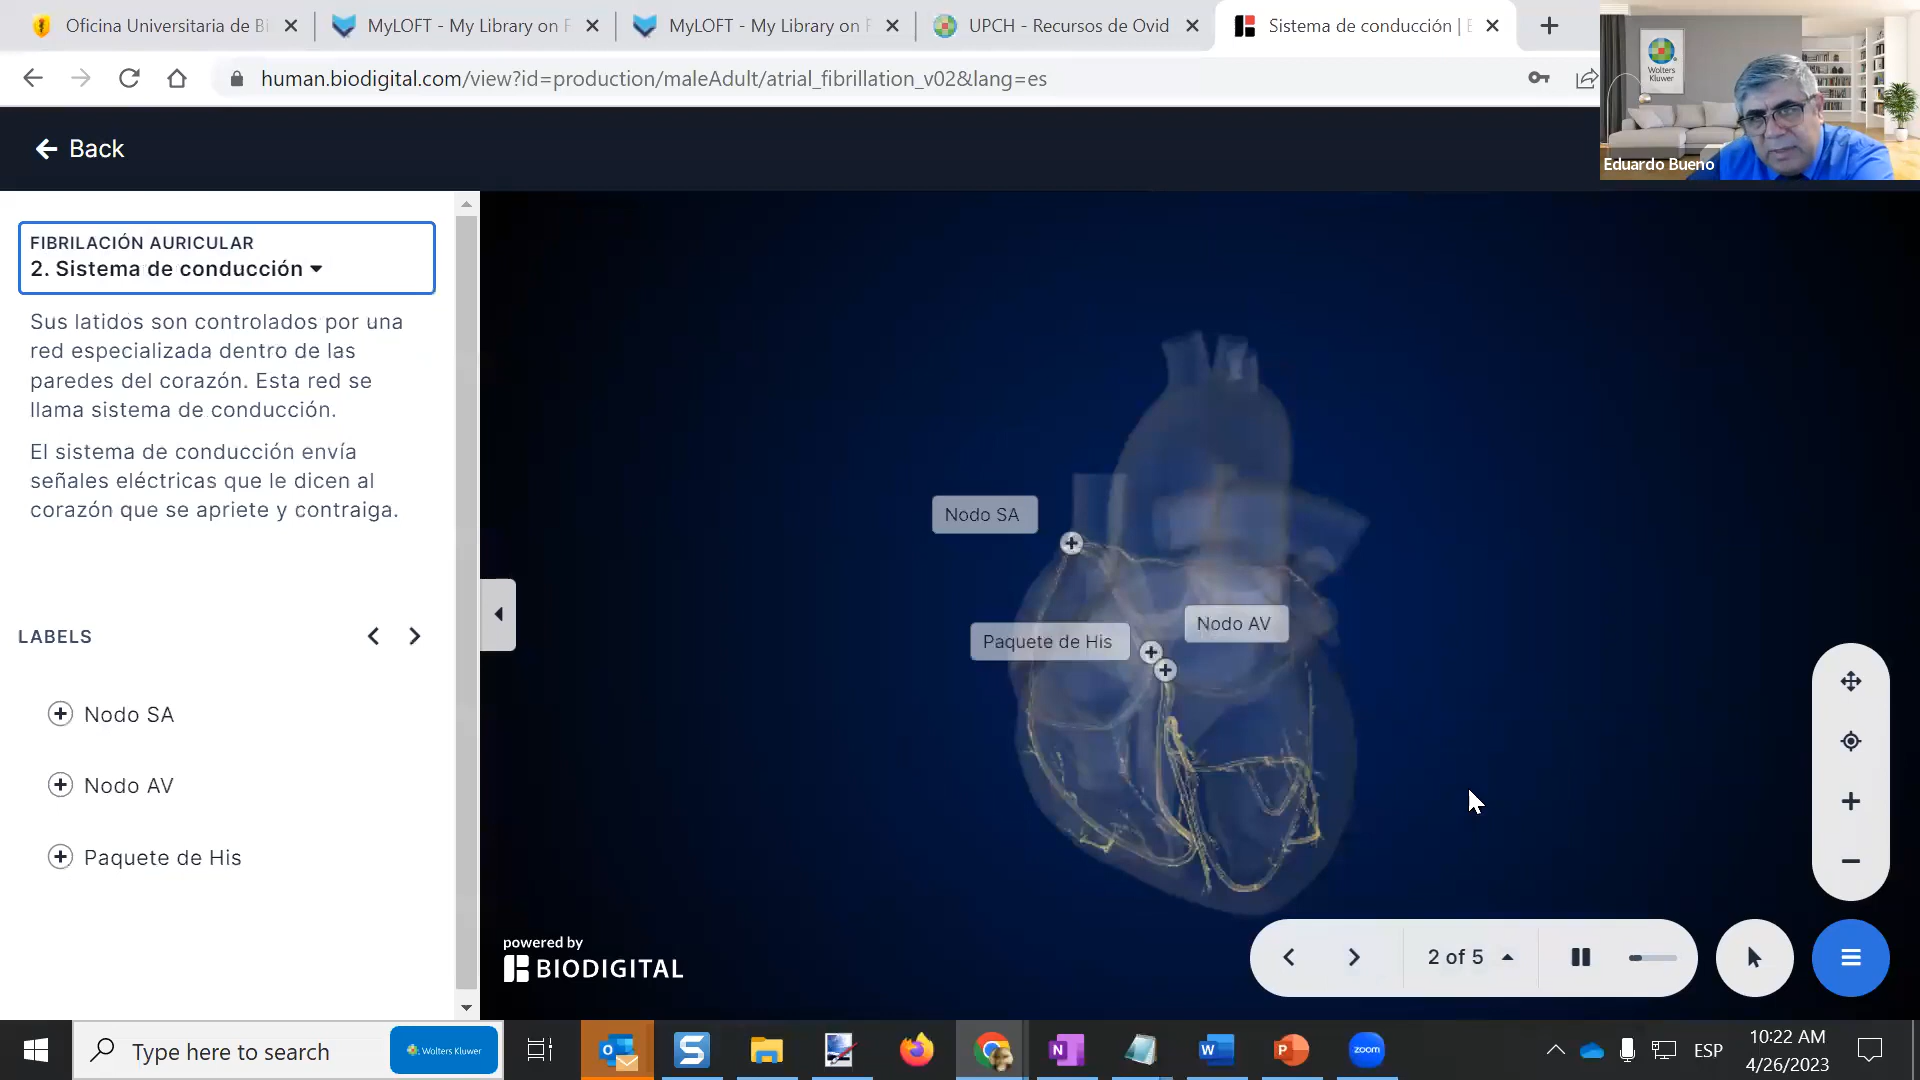 Oficina Universitaria de Bi
MyLOFT - My Library on F
MyLOFT - My Library on F
UPCH - Recursos de Ovid
Sistema de conducción | B
human.biodigital.com/view?id=production/maleAdult/atrial_fibrillation_v02&lang=es
Wolters Kluwer
Eduardo Bueno
Back
FIBRILACIÓN AURICULAR
2. Sistema de conducción
Sus latidos son controlados por una
red especializada dentro de las
paredes del corazón. Esta red se
llama sistema de conducción.
El sistema de conducción envía
señales eléctricas que le dicen al
corazón que se apriete y contraiga.
LABELS
Nodo SA
Nodo AV
Paquete de His
Nodo SA
Nodo AV
Paquete de His
powered by
BIODIGITAL
2 of 5
Type here to search
Wolters Kluwer
zoom
ESP
10:22 AM
4/26/2023